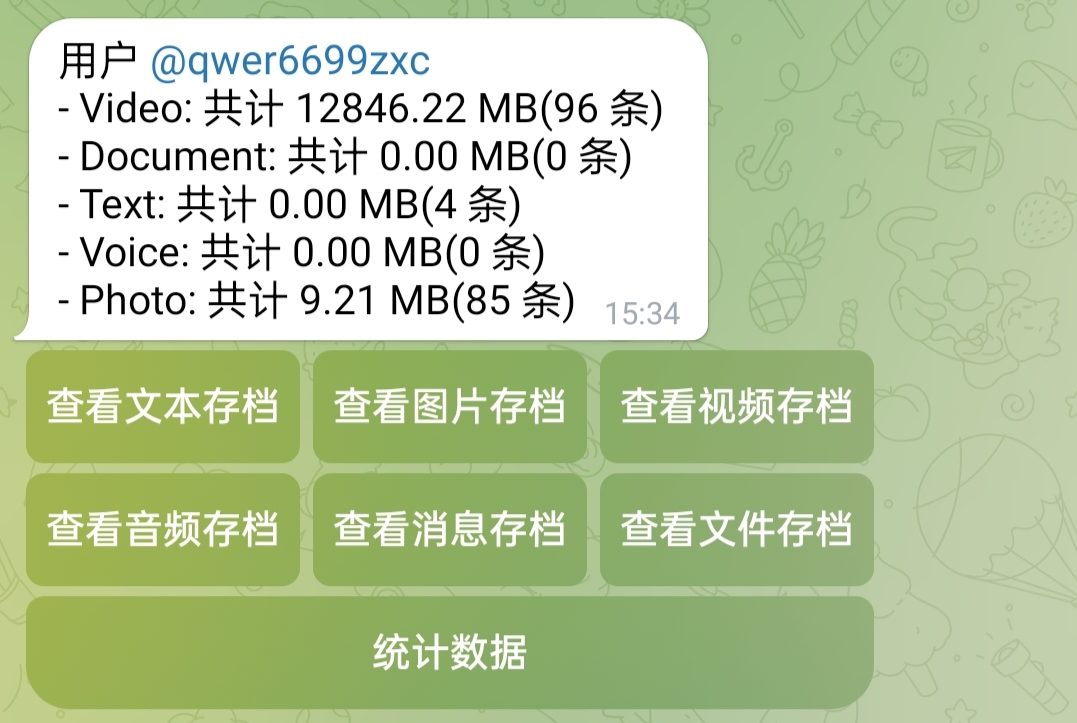 用户 @qwer6699zxc
- Video: 共计 12846.22 MB(96 条)
- Document: 共计 0.00 MB(0 条)
- Text: 共计 0.00 MB(4 条)
- Voice: 共计 0.00 MB(0 条)
- Photo: 共计 9.21 MB(85 条)
15:34
查看文本存档 查看图片存档 查看视频存档
查看音频存档 查看消息存档 查看文件存档
统计数据